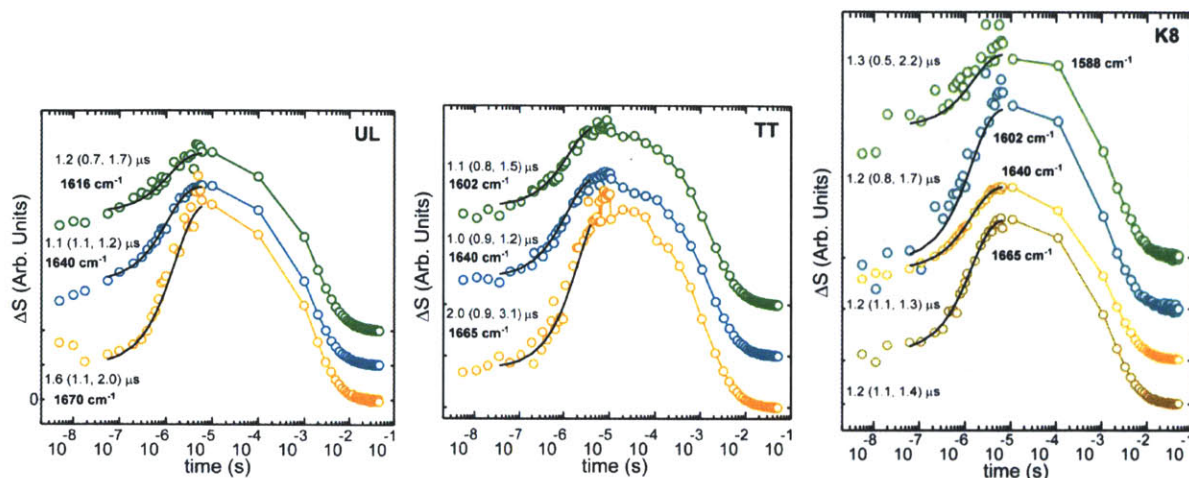 UL
1.2 (0.7, 1.7) μs
1616 cm⁻¹
1.1 (1.1, 1.2) μs
1640 cm⁻¹
1.6 (1.1, 2.0) μs
1670 cm⁻¹
ΔS (Arb. Units)
0
10⁻⁸ 10⁻⁷ 10⁻⁶ 10⁻⁵ 10⁻⁴ 10⁻³ 10⁻² 10⁻¹
time (s)
TT
1.1 (0.8, 1.5) μs
1602 cm⁻¹
1.0 (0.9, 1.2) μs
1640 cm⁻¹
2.0 (0.9, 3.1) μs
1665 cm⁻¹
ΔS (Arb. Units)
10⁻⁸ 10⁻⁷ 10⁻⁶ 10⁻⁵ 10⁻⁴ 10⁻³ 10⁻² 10⁻¹
time (s)
K8
1.3 (0.5, 2.2) μs
1588 cm⁻¹
1602 cm⁻¹
1.2 (0.8, 1.7) μs
1640 cm⁻¹
1665 cm⁻¹
1.2 (1.1, 1.3) μs
1.2 (1.1, 1.4) μs
ΔS (Arb. Units)
10⁻⁸ 10⁻⁷ 10⁻⁶ 10⁻⁵ 10⁻⁴ 10⁻³ 10⁻² 10⁻¹
time (s)